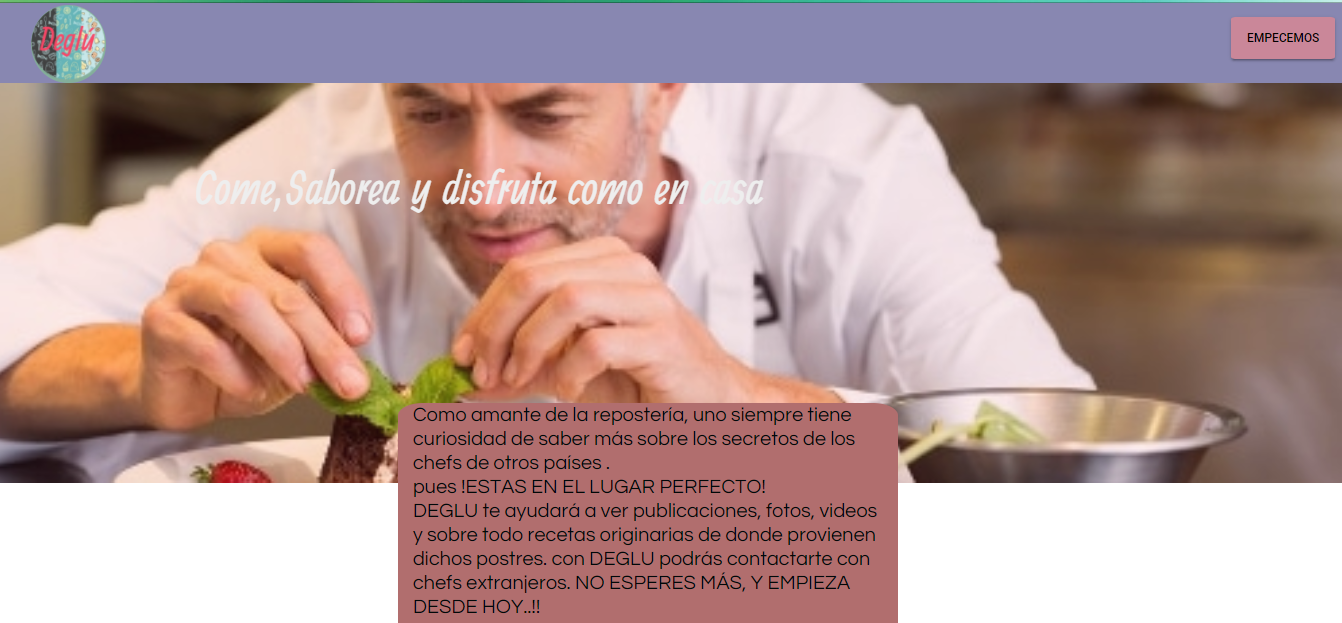 Deglú
EMPECEMOS
Come,Saborea y disfruta como en casa
Como amante de la repostería, uno siempre tiene
curiosidad de saber más sobre los secretos de los
chefs de otros países .
pues !ESTAS EN EL LUGAR PERFECTO!
DEGLU te ayudará a ver publicaciones, fotos, videos
y sobre todo recetas originarias de donde provienen
dichos postres. con DEGLU podrás contactarte con
chefs extranjeros. NO ESPERES MÁS, Y EMPIEZA
DESDE HOY..!!